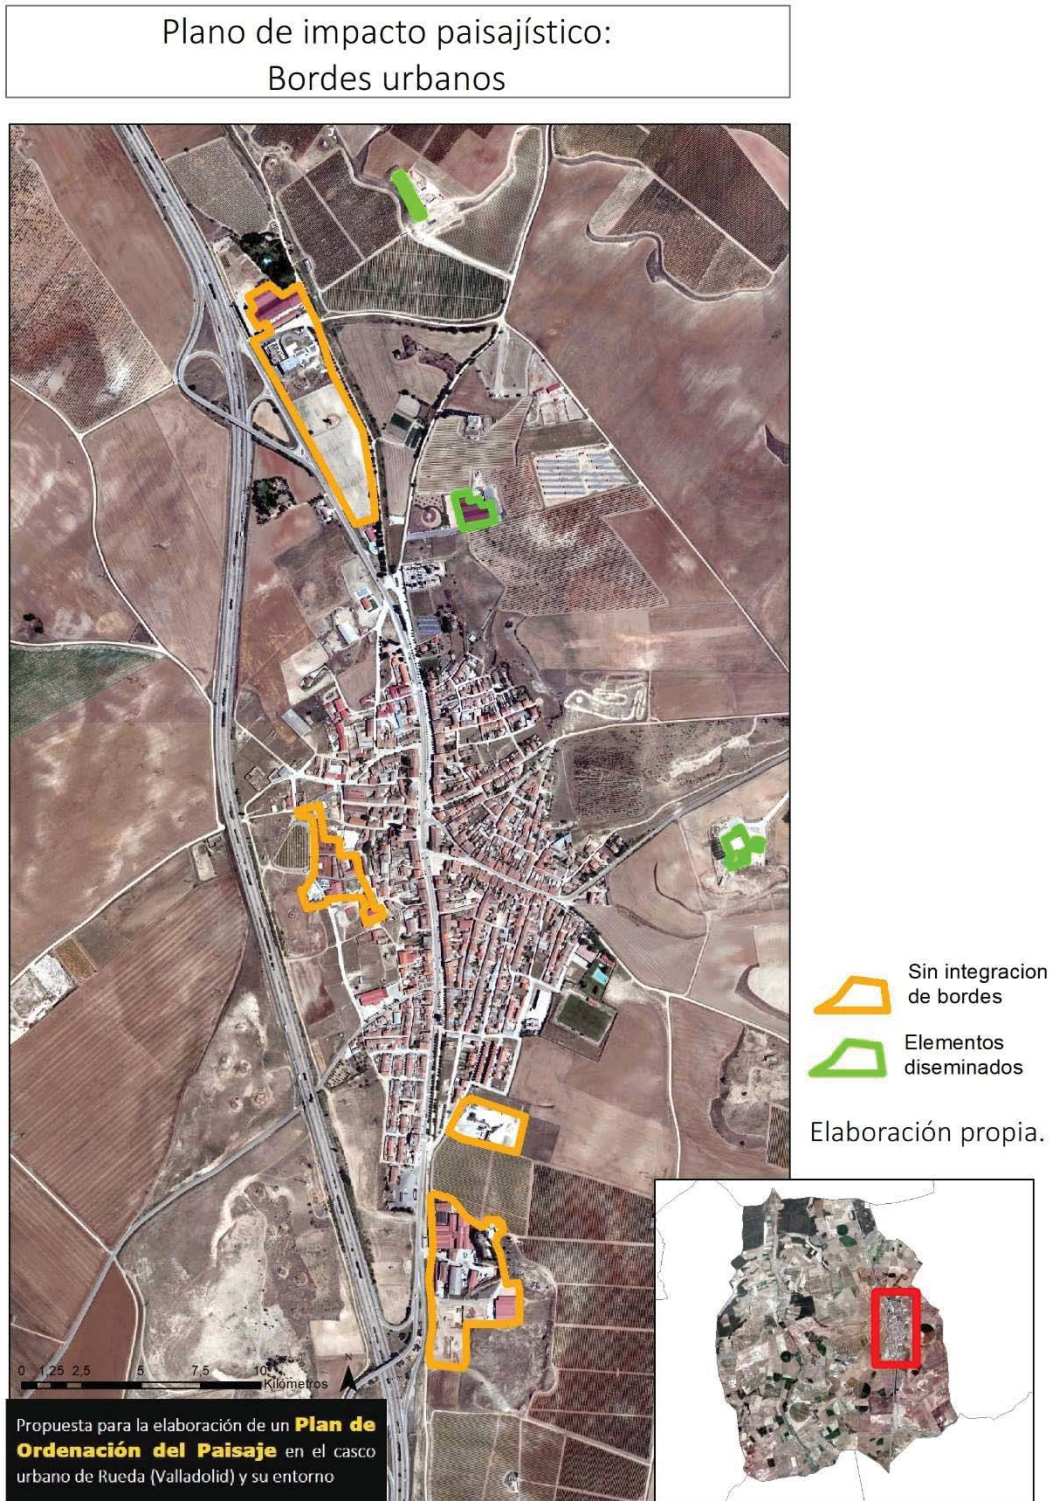 Plano de impacto paisajístico:
Bordes urbanos
Sin integracion
de bordes
Elementos
diseminados
Elaboración propia.
0 1,25 2,5 5 7,5 10
Kilómetros
N
Propuesta para la elaboración de un Plan de
Ordenación del Paisaje en el casco
urbano de Rueda (Valladolid) y su entorno